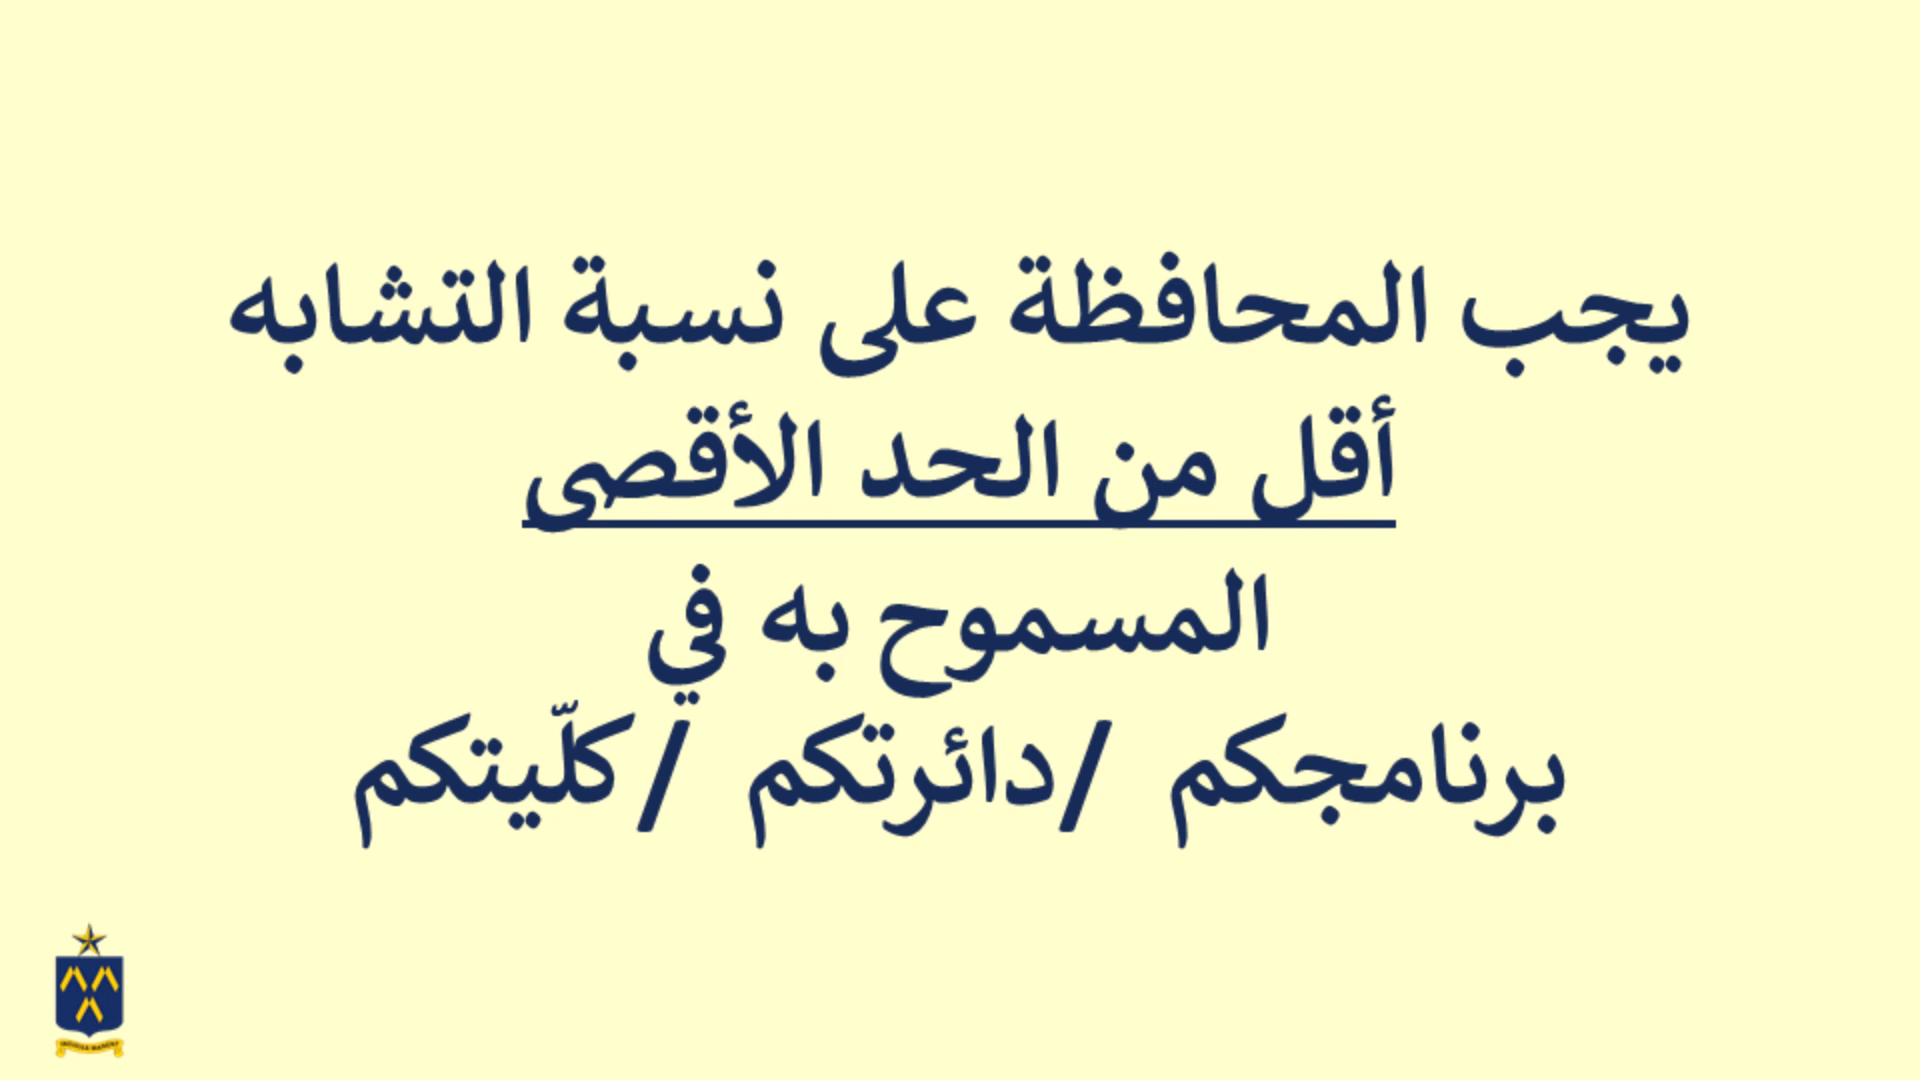 يجب المحافظة على نسبة التشابه
أقل من الحد الأقصى
المسموح به في
برنامجكم /دائرتكم /كلّيتكم